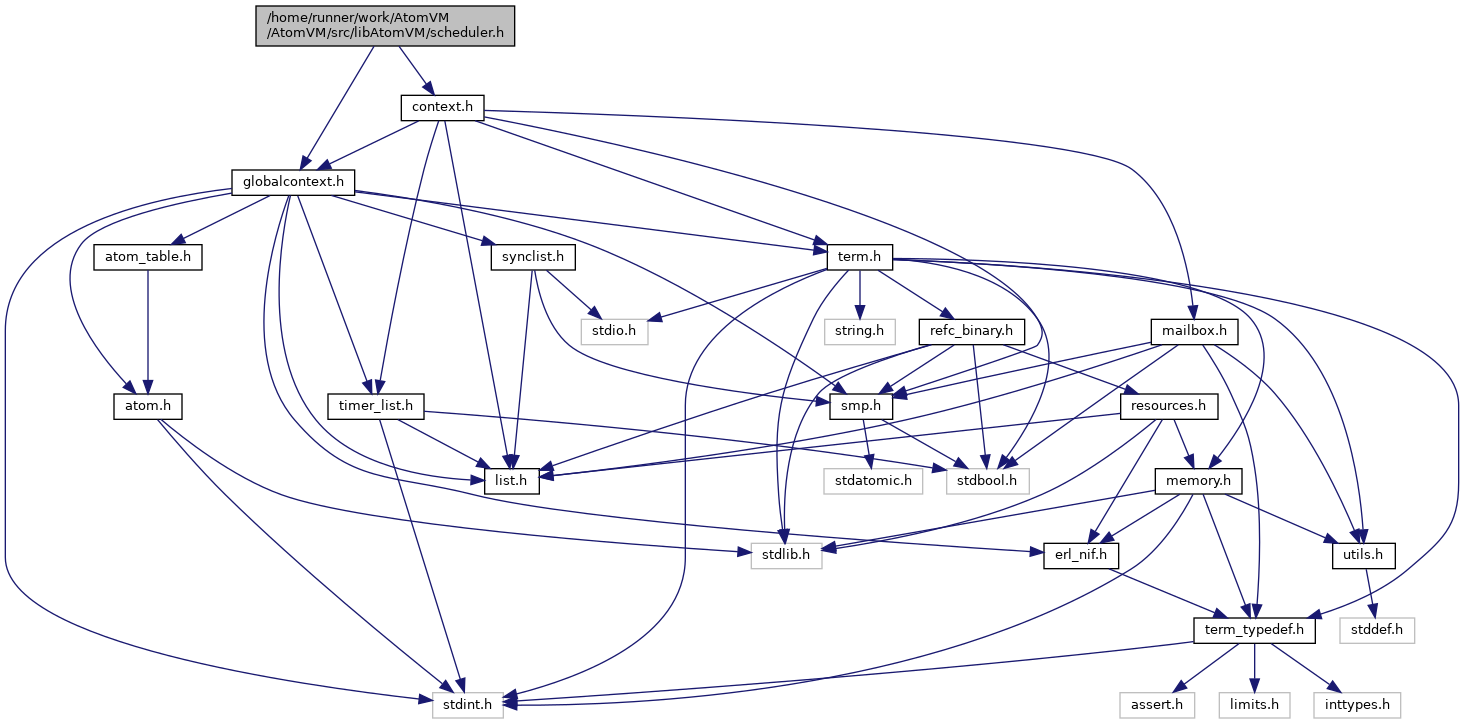 /home/runner/work/AtomVM
/AtomVM/src/libAtomVM/scheduler.h
context.h
globalcontext.h
atom_table.h
synclist.h
term.h
stdio.h
string.h
refc_binary.h
mailbox.h
atom.h
timer_list.h
smp.h
resources.h
list.h
stdatomic.h
stdbool.h
memory.h
stdlib.h
erl_nif.h
utils.h
term_typedef.h
stddef.h
stdint.h
assert.h
limits.h
inttypes.h